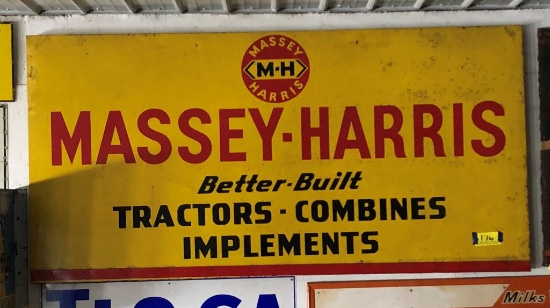 MASSEY
M-H
HARRIS
MASSEY-HARRIS
Better-Built
TRACTORS - COMBINES
IMPLEMENTS
Milks